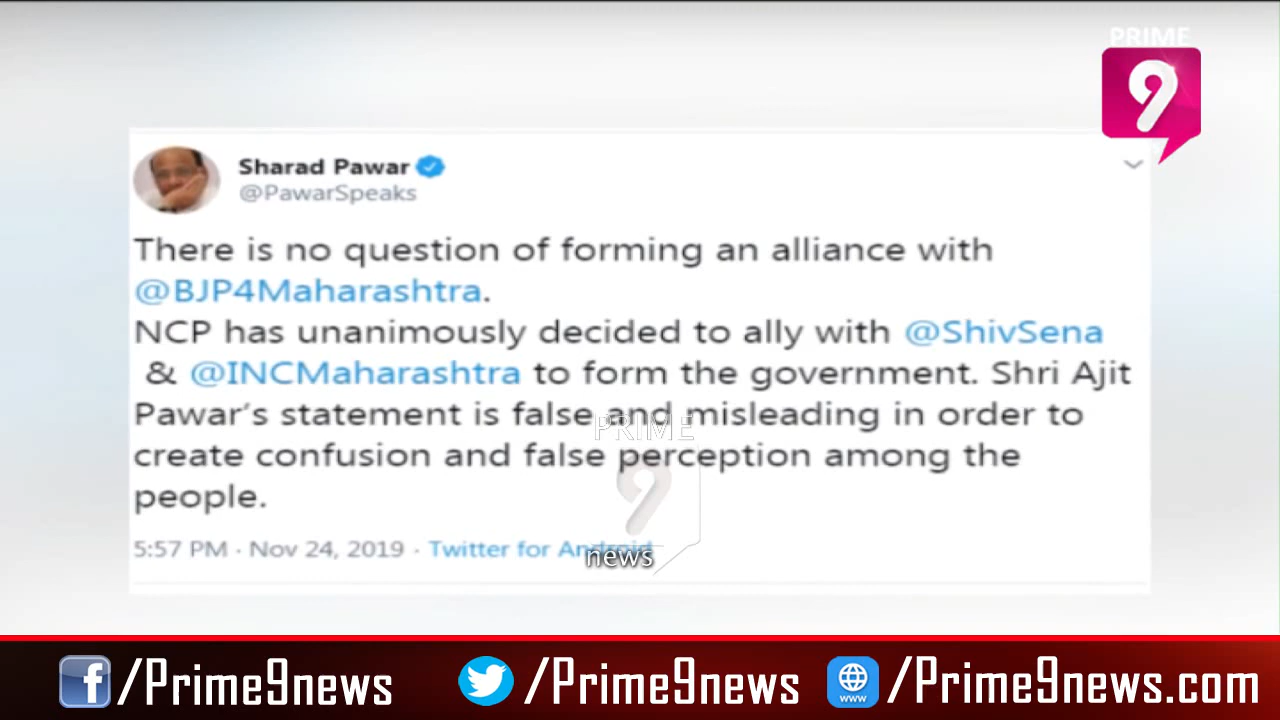 PRIME
9
Sharad Pawar
@PawarSpeaks
There is no question of forming an alliance with
@BJP4Maharashtra.
NCP has unanimously decided to ally with @ShivSena
& @INCMaharashtra to form the government. Shri Ajit
Pawar's statement is false and misleading in order to
create confusion and false perception among the
people.
5:57 PM · Nov 24, 2019 · Twitter for Android
PRIME
9
news
f /Prime9news
/Prime9news
www
/Prime9news.com